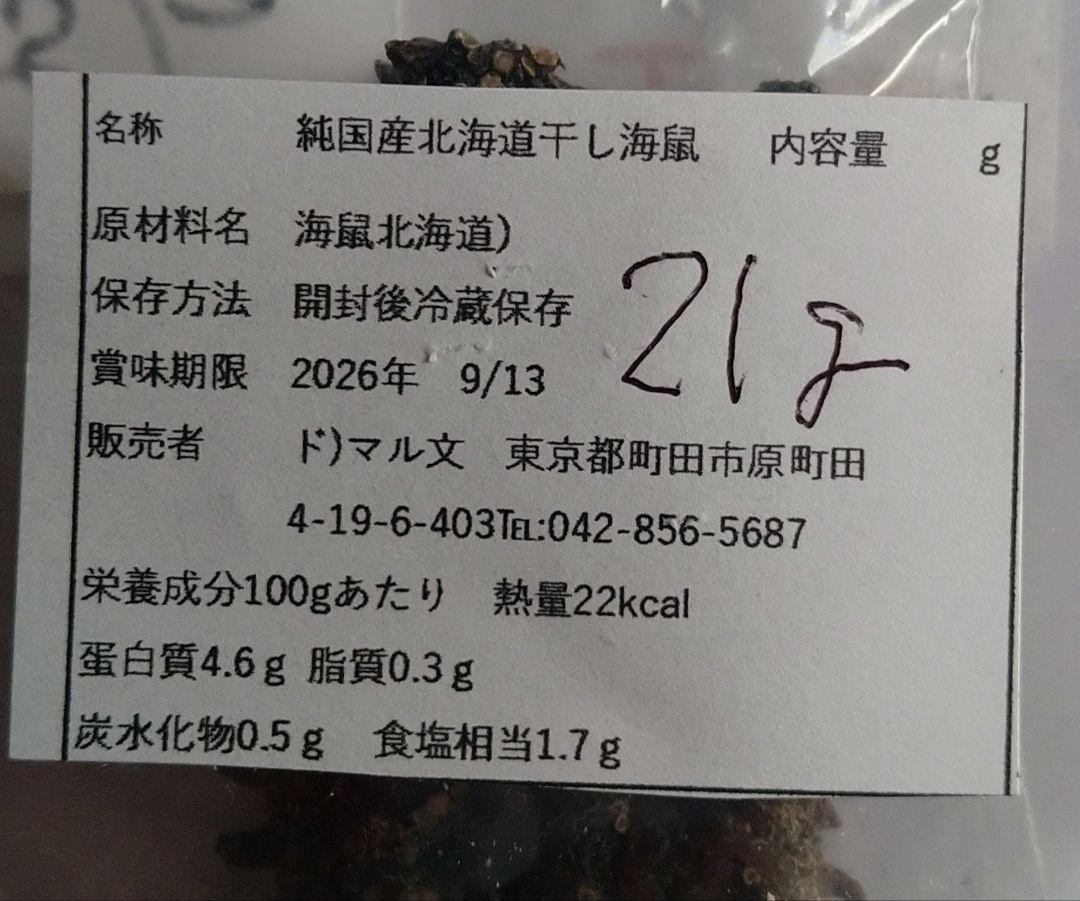 名称 純国産北海道干し海鼠 内容量 g
原材料名 海鼠北海道)
保存方法 開封後冷蔵保存
21g
賞味期限 2026年 9/13
販売者 ド)マル文 東京都町田市原町田
4-19-6-403℡:042-856-5687
栄養成分100gあたり 熱量22kcal
蛋白質4.6g 脂質0.3g
炭水化物0.5g 食塩相当1.7g